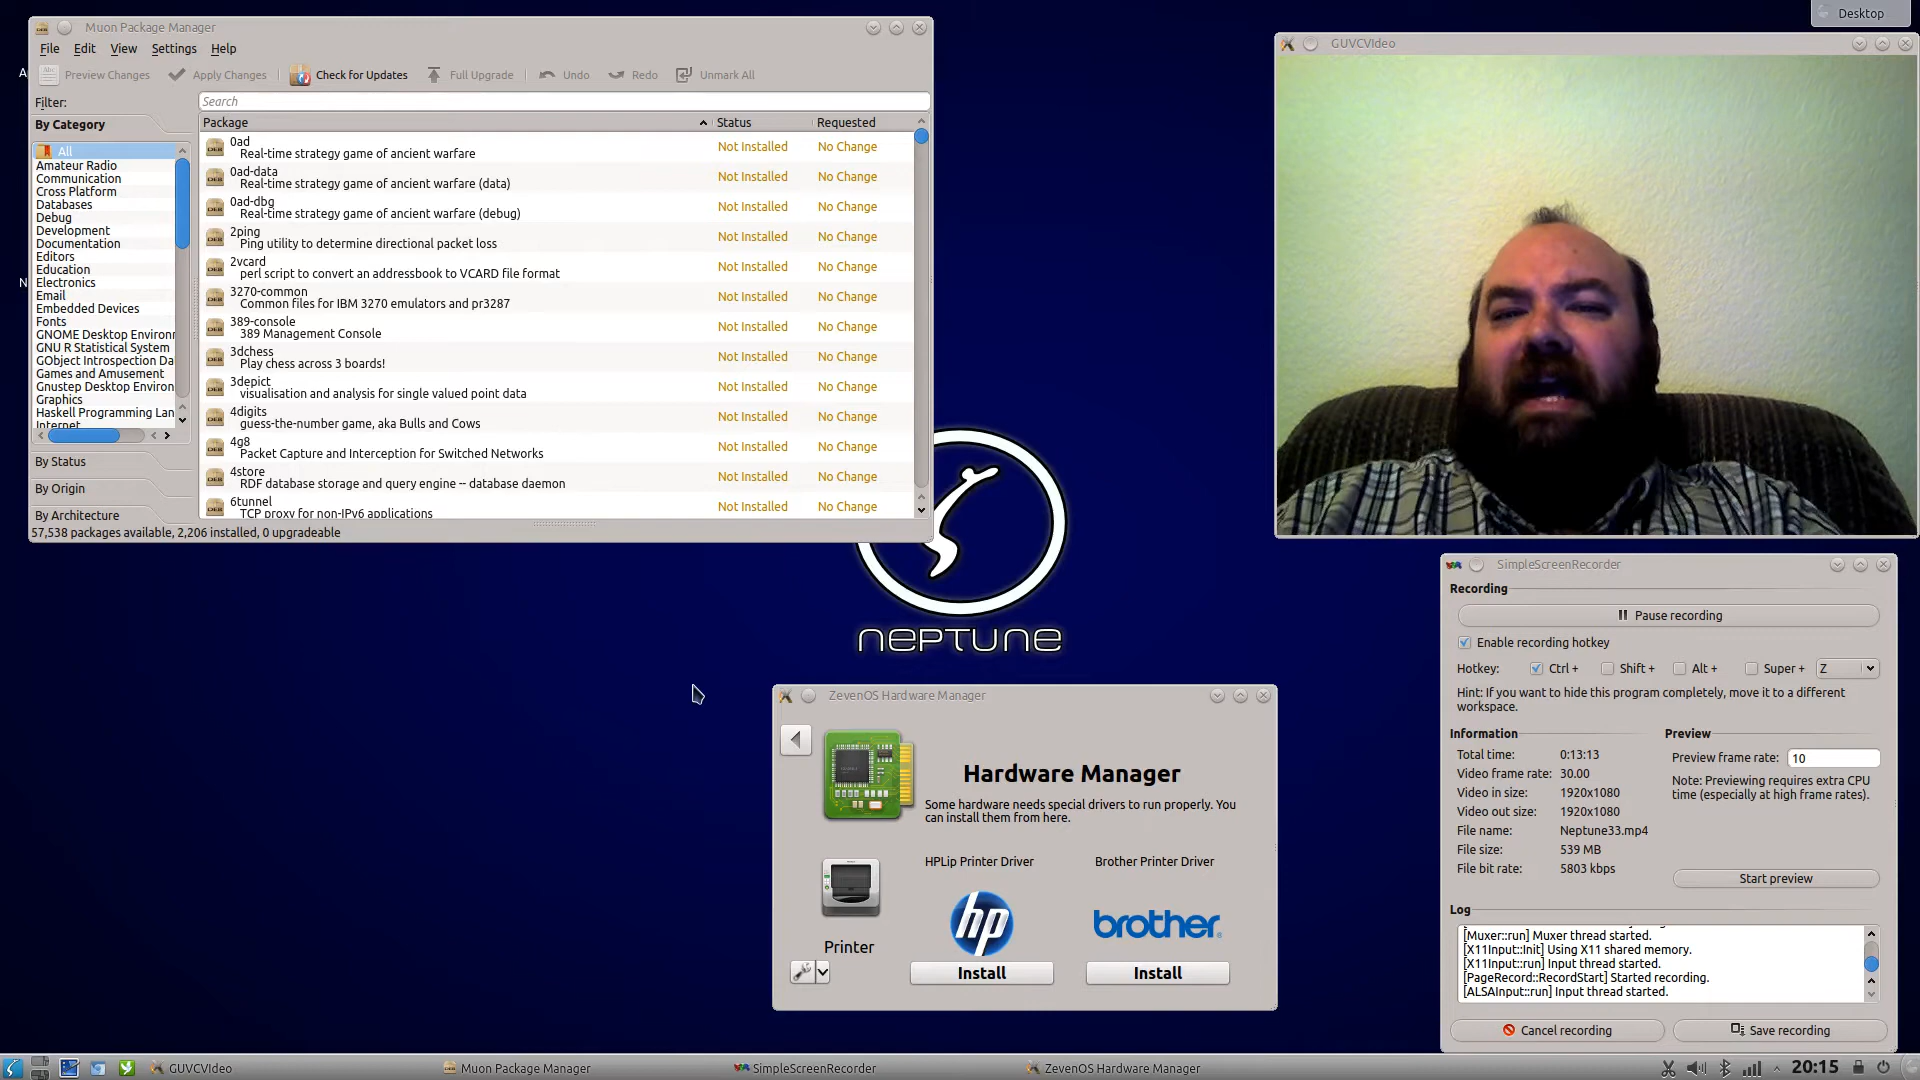 Desktop
Muon Package Manager
File Edit View Settings Help
Preview Changes Apply Changes Check for Updates Full Upgrade Undo Redo Unmark All
Filter:
Search
By Category
Package Status Requested
All
Amateur Radio
Communication
Cross Platform
Databases
Debug
Development
Documentation
Editors
Education
Electronics
Email
Embedded Devices
Fonts
GNOME Desktop Environ
GNU R Statistical System
GObject Introspection Da
Games and Amusement
Gnustep Desktop Environ
Graphics
Haskell Programming Lan
Internet
By Status
By Origin
By Architecture
0ad Not Installed No Change
Real-time strategy game of ancient warfare
0ad-data Not Installed No Change
Real-time strategy game of ancient warfare (data)
0ad-dbg Not Installed No Change
Real-time strategy game of ancient warfare (debug)
2ping Not Installed No Change
Ping utility to determine directional packet loss
2vcard Not Installed No Change
perl script to convert an addressbook to VCARD file format
3270-common Not Installed No Change
Common files for IBM 3270 emulators and pr3287
389-console Not Installed No Change
389 Management Console
3dchess Not Installed No Change
Play chess across 3 boards!
3depict Not Installed No Change
visualisation and analysis for single valued point data
4digits Not Installed No Change
guess-the-number game, aka Bulls and Cows
4g8 Not Installed No Change
Packet Capture and Interception for Switched Networks
4store Not Installed No Change
RDF database storage and query engine -- database daemon
6tunnel Not Installed No Change
TCP proxy for non-IPv6 applications
57,538 packages available, 2,206 installed, 0 upgradeable
GUVCVIdeo
NEPTUNE
ZevenOS Hardware Manager
Hardware Manager
Some hardware needs special drivers to run properly. You
can install them from here.
HPLip Printer Driver Brother Printer Driver
hp brother
Printer
Install Install
SimpleScreenRecorder
Recording
Pause recording
Enable recording hotkey
Hotkey: Ctrl + Shift + Alt + Super + Z
Hint: If you want to hide this program completely, move it to a different
workspace.
Information
Total time: 0:13:13
Video frame rate: 30.00
Video in size: 1920x1080
Video out size: 1920x1080
File name: Neptune33.mp4
File size: 539 MB
File bit rate: 5803 kbps
Preview
Preview frame rate: 10
Note: Previewing requires extra CPU
time (especially at high frame rates).
Start preview
Log
[Muxer::run] Muxer thread started.
[X11Input::Init] Using X11 shared memory.
[X11Input::run] Input thread started.
[PageRecord::RecordStart] Started recording.
[ALSAInput::run] Input thread started.
Cancel recording Save recording
GUVCVIdeo Muon Package Manager SimpleScreenRecorder ZevenOS Hardware Manager 20:15